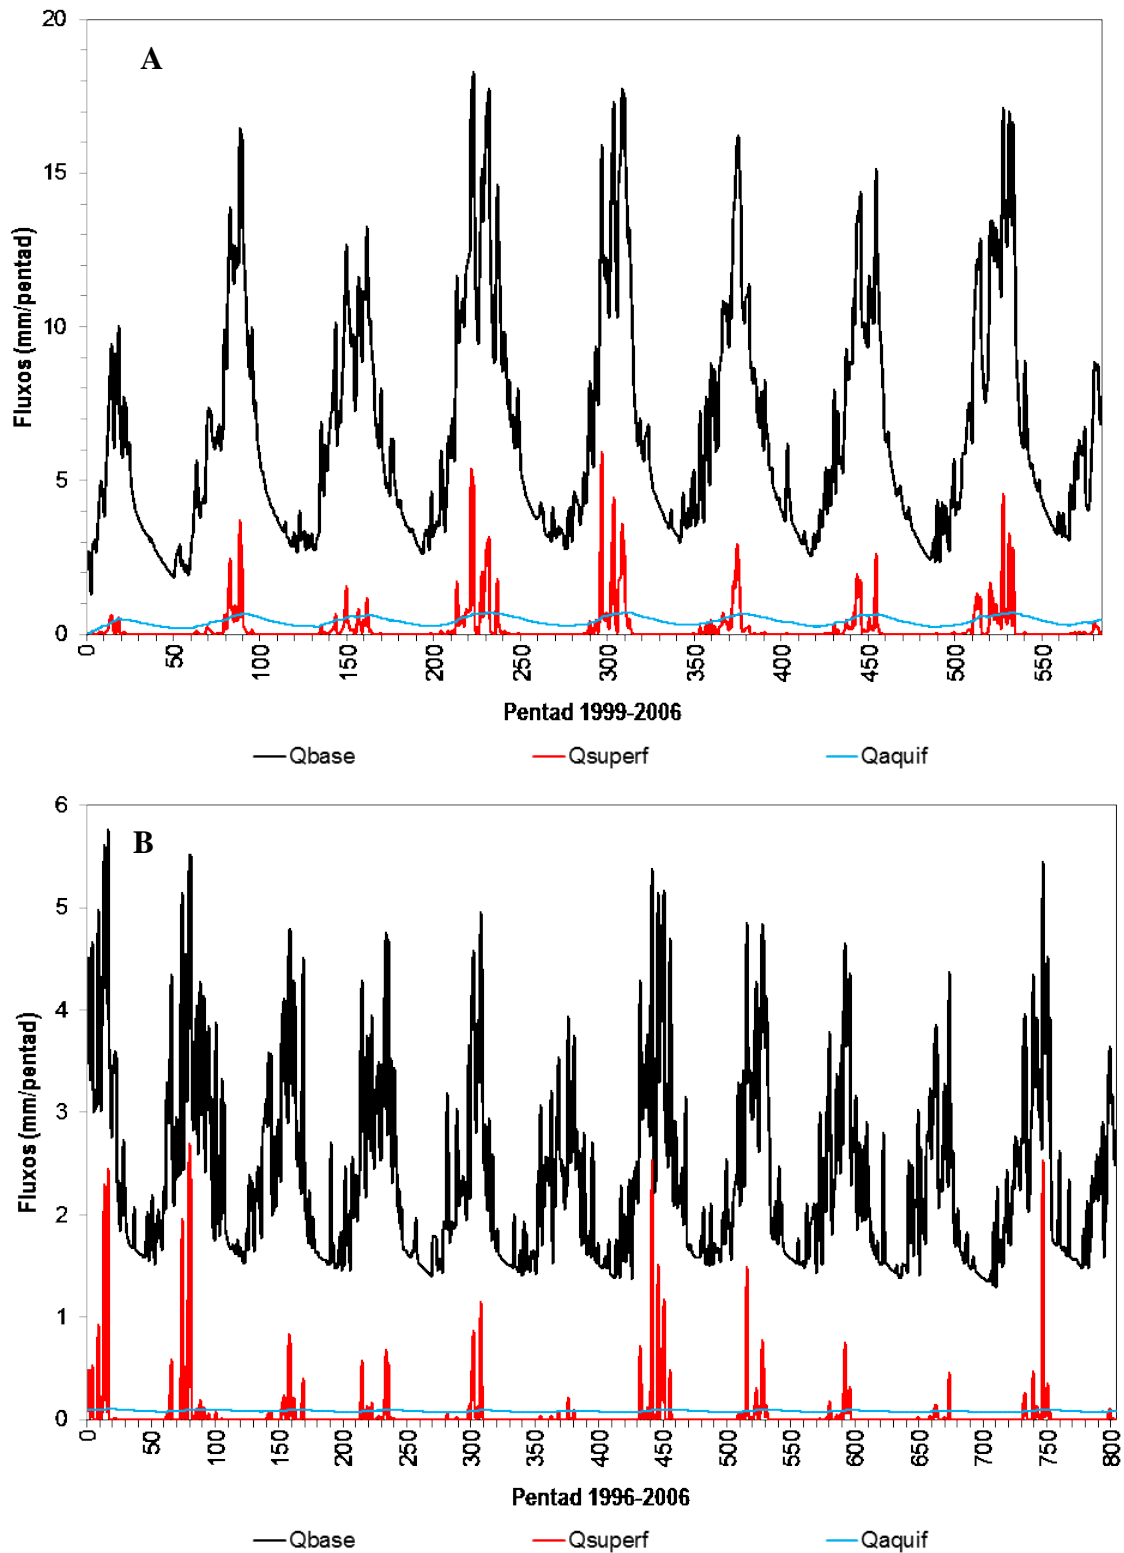 20
A
15
10
5
0
Fluxos (mm/pentad)
0 50 100 150 200 250 300 350 400 450 500 550
Pentad 1999-2006
Qbase Qsuperf Qaquif
6
B
5
4
3
2
1
0
Fluxos (mm/pentad)
0 50 100 150 200 250 300 350 400 450 500 550 600 650 700 750 800
Pentad 1996-2006
Qbase Qsuperf Qaquif